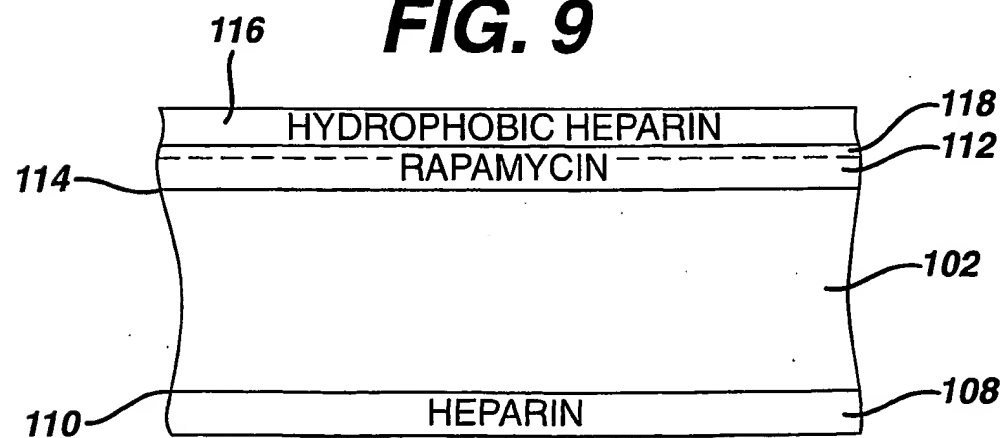 FIG. 9
116
HYDROPHOBIC HEPARIN
118
RAPAMYCIN
112
114
102
110
HEPARIN
108